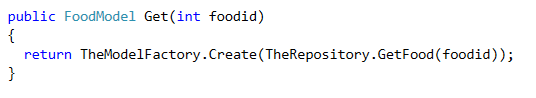 public FoodModel Get(int foodid)
{
  return TheModelFactory.Create(TheRepository.GetFood(foodid));
}